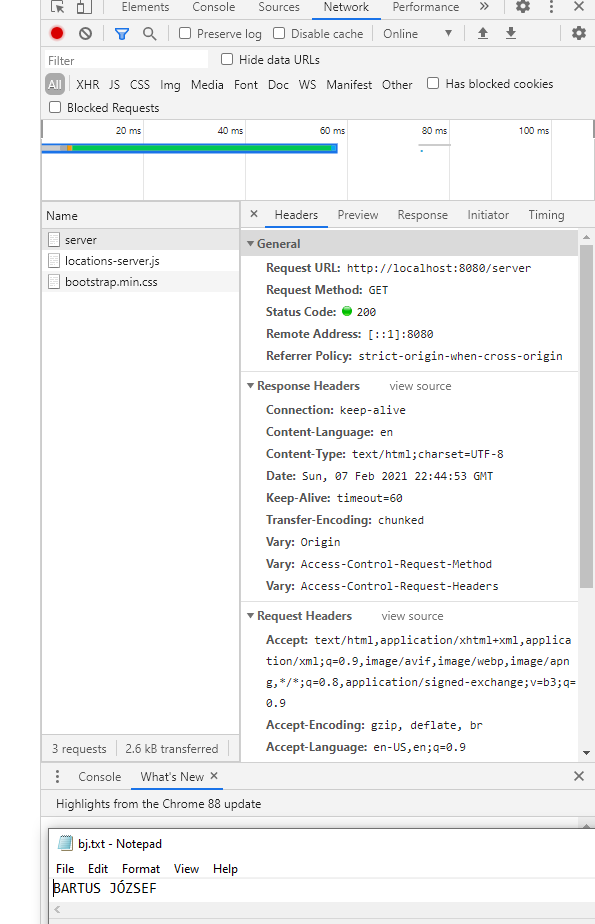 Elements Console Sources Network Performance »
Preserve log Disable cache Online ▼
Filter Hide data URLs
All XHR JS CSS Img Media Font Doc WS Manifest Other Has blocked cookies
Blocked Requests
20 ms 40 ms 60 ms 80 ms 100 ms
Name
server
locations-server.js
bootstrap.min.css
3 requests 2.6 kB transferred
× Headers Preview Response Initiator Timing
▼ General
Request URL: http://localhost:8080/server
Request Method: GET
Status Code: 200
Remote Address: [::1]:8080
Referrer Policy: strict-origin-when-cross-origin
▼ Response Headers view source
Connection: keep-alive
Content-Language: en
Content-Type: text/html;charset=UTF-8
Date: Sun, 07 Feb 2021 22:44:53 GMT
Keep-Alive: timeout=60
Transfer-Encoding: chunked
Vary: Origin
Vary: Access-Control-Request-Method
Vary: Access-Control-Request-Headers
▼ Request Headers view source
Accept: text/html,application/xhtml+xml,applica
tion/xml;q=0.9,image/avif,image/webp,image/apn
g,*/*;q=0.8,application/signed-exchange;v=b3;q=
0.9
Accept-Encoding: gzip, deflate, br
Accept-Language: en-US,en;q=0.9
Console What's New ×
Highlights from the Chrome 88 update
bj.txt - Notepad
File Edit Format View Help
BARTUS JÓZSEF